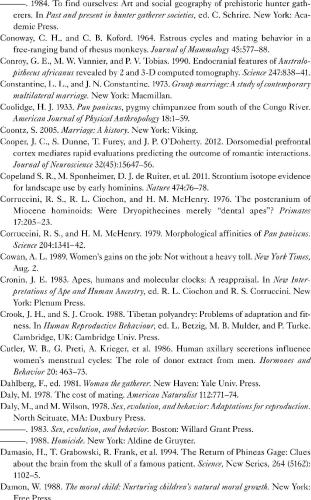 ———. 1984. To find ourselves: Art and social geography of prehistoric hunter gath-
erers. In Past and present in hunter gatherer societies, ed. C. Schrire. New York: Aca-
demic Press.
Conoway, C. H., and C. B. Koford. 1964. Estrous cycles and mating behavior in a
free-ranging band of rhesus monkeys. Journal of Mammalogy 45:577–88.
Conroy, G. E., M. W. Vannier, and P. V. Tobias. 1990. Endocranial features of Australo-
pithecus africanus revealed by 2 and 3-D computed tomography. Science 247:838–41.
Constantine, L. L., and J. N. Constantine. 1973. Group marriage: A study of contemporary
multilateral marriage. New York: Macmillan.
Coolidge, H. J. 1933. Pan paniscus, pygmy chimpanzee from south of the Congo River.
American Journal of Physical Anthropology 18:1–59.
Coontz, S. 2005. Marriage: A history. New York: Viking.
Cooper, J. C., S. Dunne, T. Furey, and J. P. O'Doherty. 2012. Dorsomedial prefrontal
cortex mediates rapid evaluations predicting the outcome of romantic interactions.
Journal of Neuroscience 32(45):15647–56.
Copeland S. R., M. Sponheimer, D. J. de Ruiter, et al. 2011. Strontium isotope evidence
for landscape use by early hominins. Nature 474:76–78.
Corruccini, R. S., R. L. Ciochon, and H. M. McHenry. 1976. The postcranium of
Miocene hominoids: Were Dryopithecines merely "dental apes"? Primates
17:205–23.
Corruccini, R. S., and H. M. McHenry. 1979. Morphological affinities of Pan paniscus.
Science 204:1341–42.
Cowan, A. L. 1989. Women's gains on the job: Not without a heavy toll. New York Times,
Aug. 2.
Cronin, J. E. 1983. Apes, humans and molecular clocks: A reappraisal. In New Inter-
pretations of Ape and Human Ancestry, ed. R. L. Ciochon and R. S. Corruccini. New
York: Plenum Press.
Crook, J. H., and S. J. Crook. 1988. Tibetan polyandry: Problems of adaptation and fit-
ness. In Human Reproductive Behaviour, ed. L. Betzig, M. B. Mulder, and P. Turke.
Cambridge, UK: Cambridge Univ. Press.
Cutler, W. B., G. Preti, A. Krieger, et al. 1986. Human axillary secretions influence
women's menstrual cycles: The role of donor extract from men. Hormones and
Behavior 20: 463–73.
Dahlberg, F., ed. 1981. Woman the gatherer. New Haven: Yale Univ. Press.
Daly, M. 1978. The cost of mating. American Naturalist 112:771–74.
Daly, M., and M. Wilson, 1978. Sex, evolution, and behavior: Adaptations for reproduction.
North Scituate, MA: Duxbury Press.
———. 1983. Sex, evolution, and behavior. Boston: Willard Grant Press.
———. 1988. Homicide. New York: Aldine de Gruyter.
Damasio, H., T. Grabowski, R. Frank, et al. 1994. The Return of Phineas Gage: Clues
about the brain from the skull of a famous patient. Science, New Series, 264 (5162):
1102–5.
Damon, W. 1988. The moral child: Nurturing children's natural moral growth. New York:
Free Press.